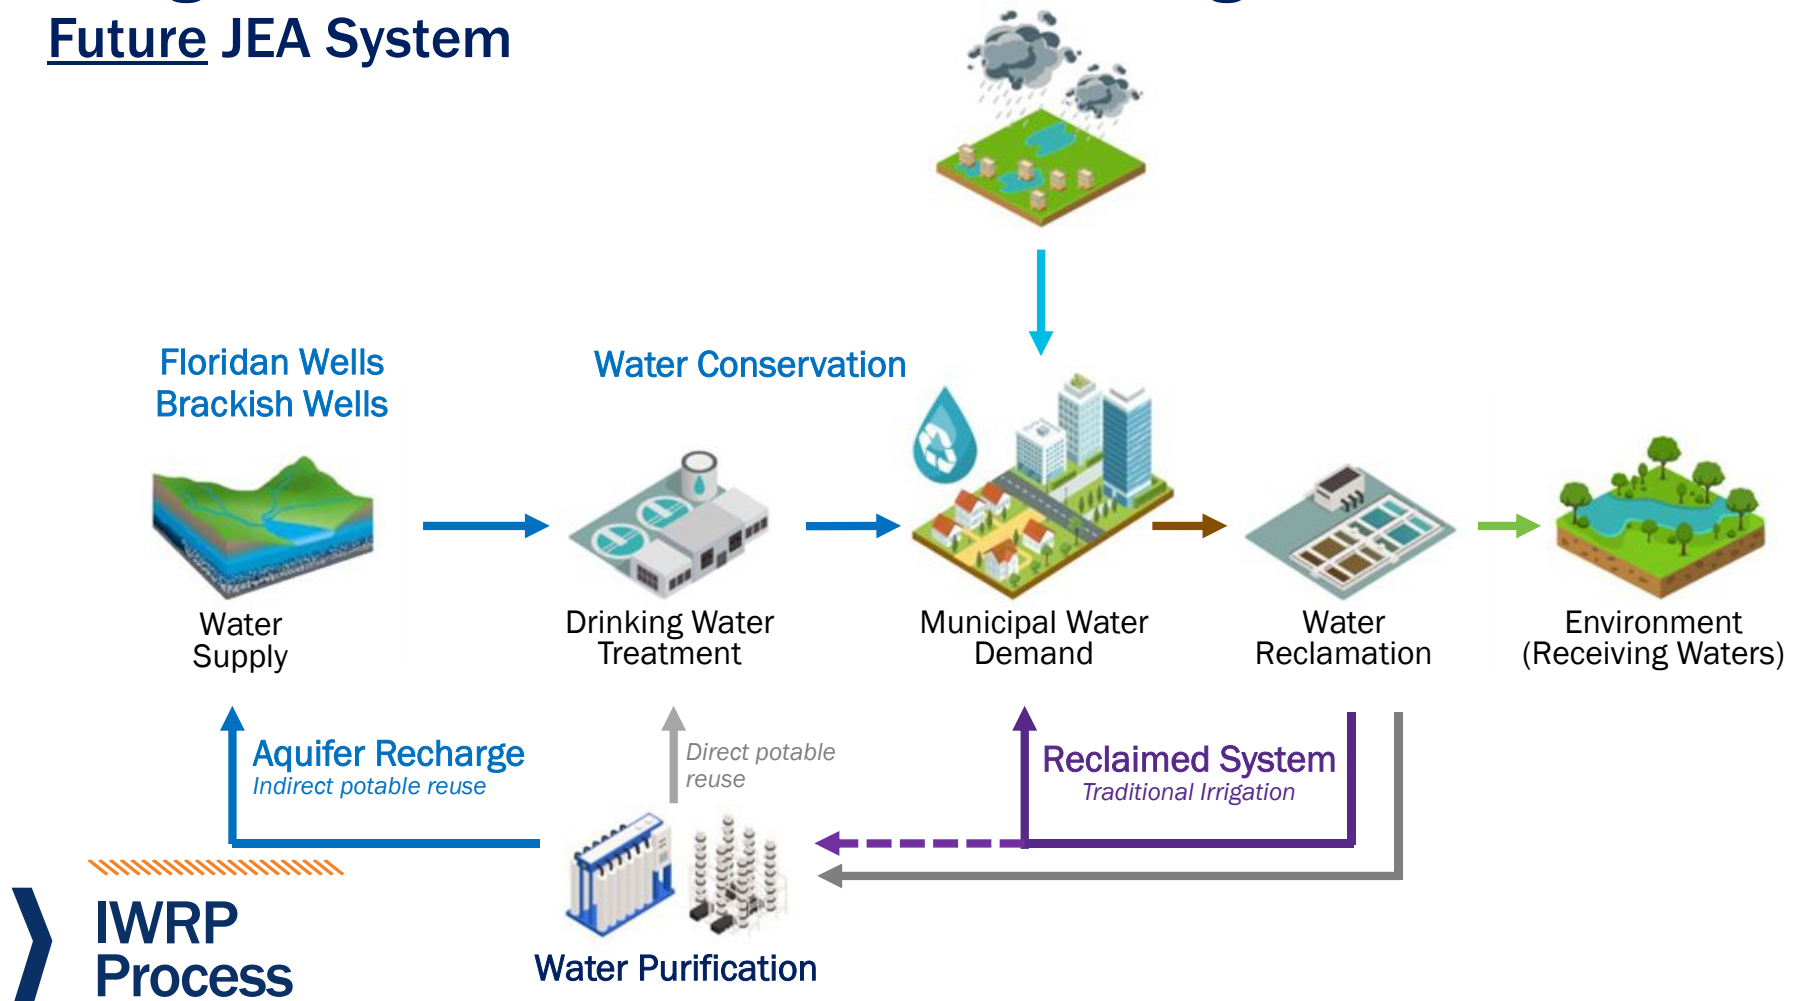 Future JEA System
Floridan Wells
Brackish Wells
Water Conservation
Water
Supply
Drinking Water
Treatment
Municipal Water
Demand
Water
Reclamation
Environment
(Receiving Waters)
Aquifer Recharge
Indirect potable reuse
Direct potable
reuse
Reclaimed System
Traditional Irrigation
IWRP
Process
Water Purification